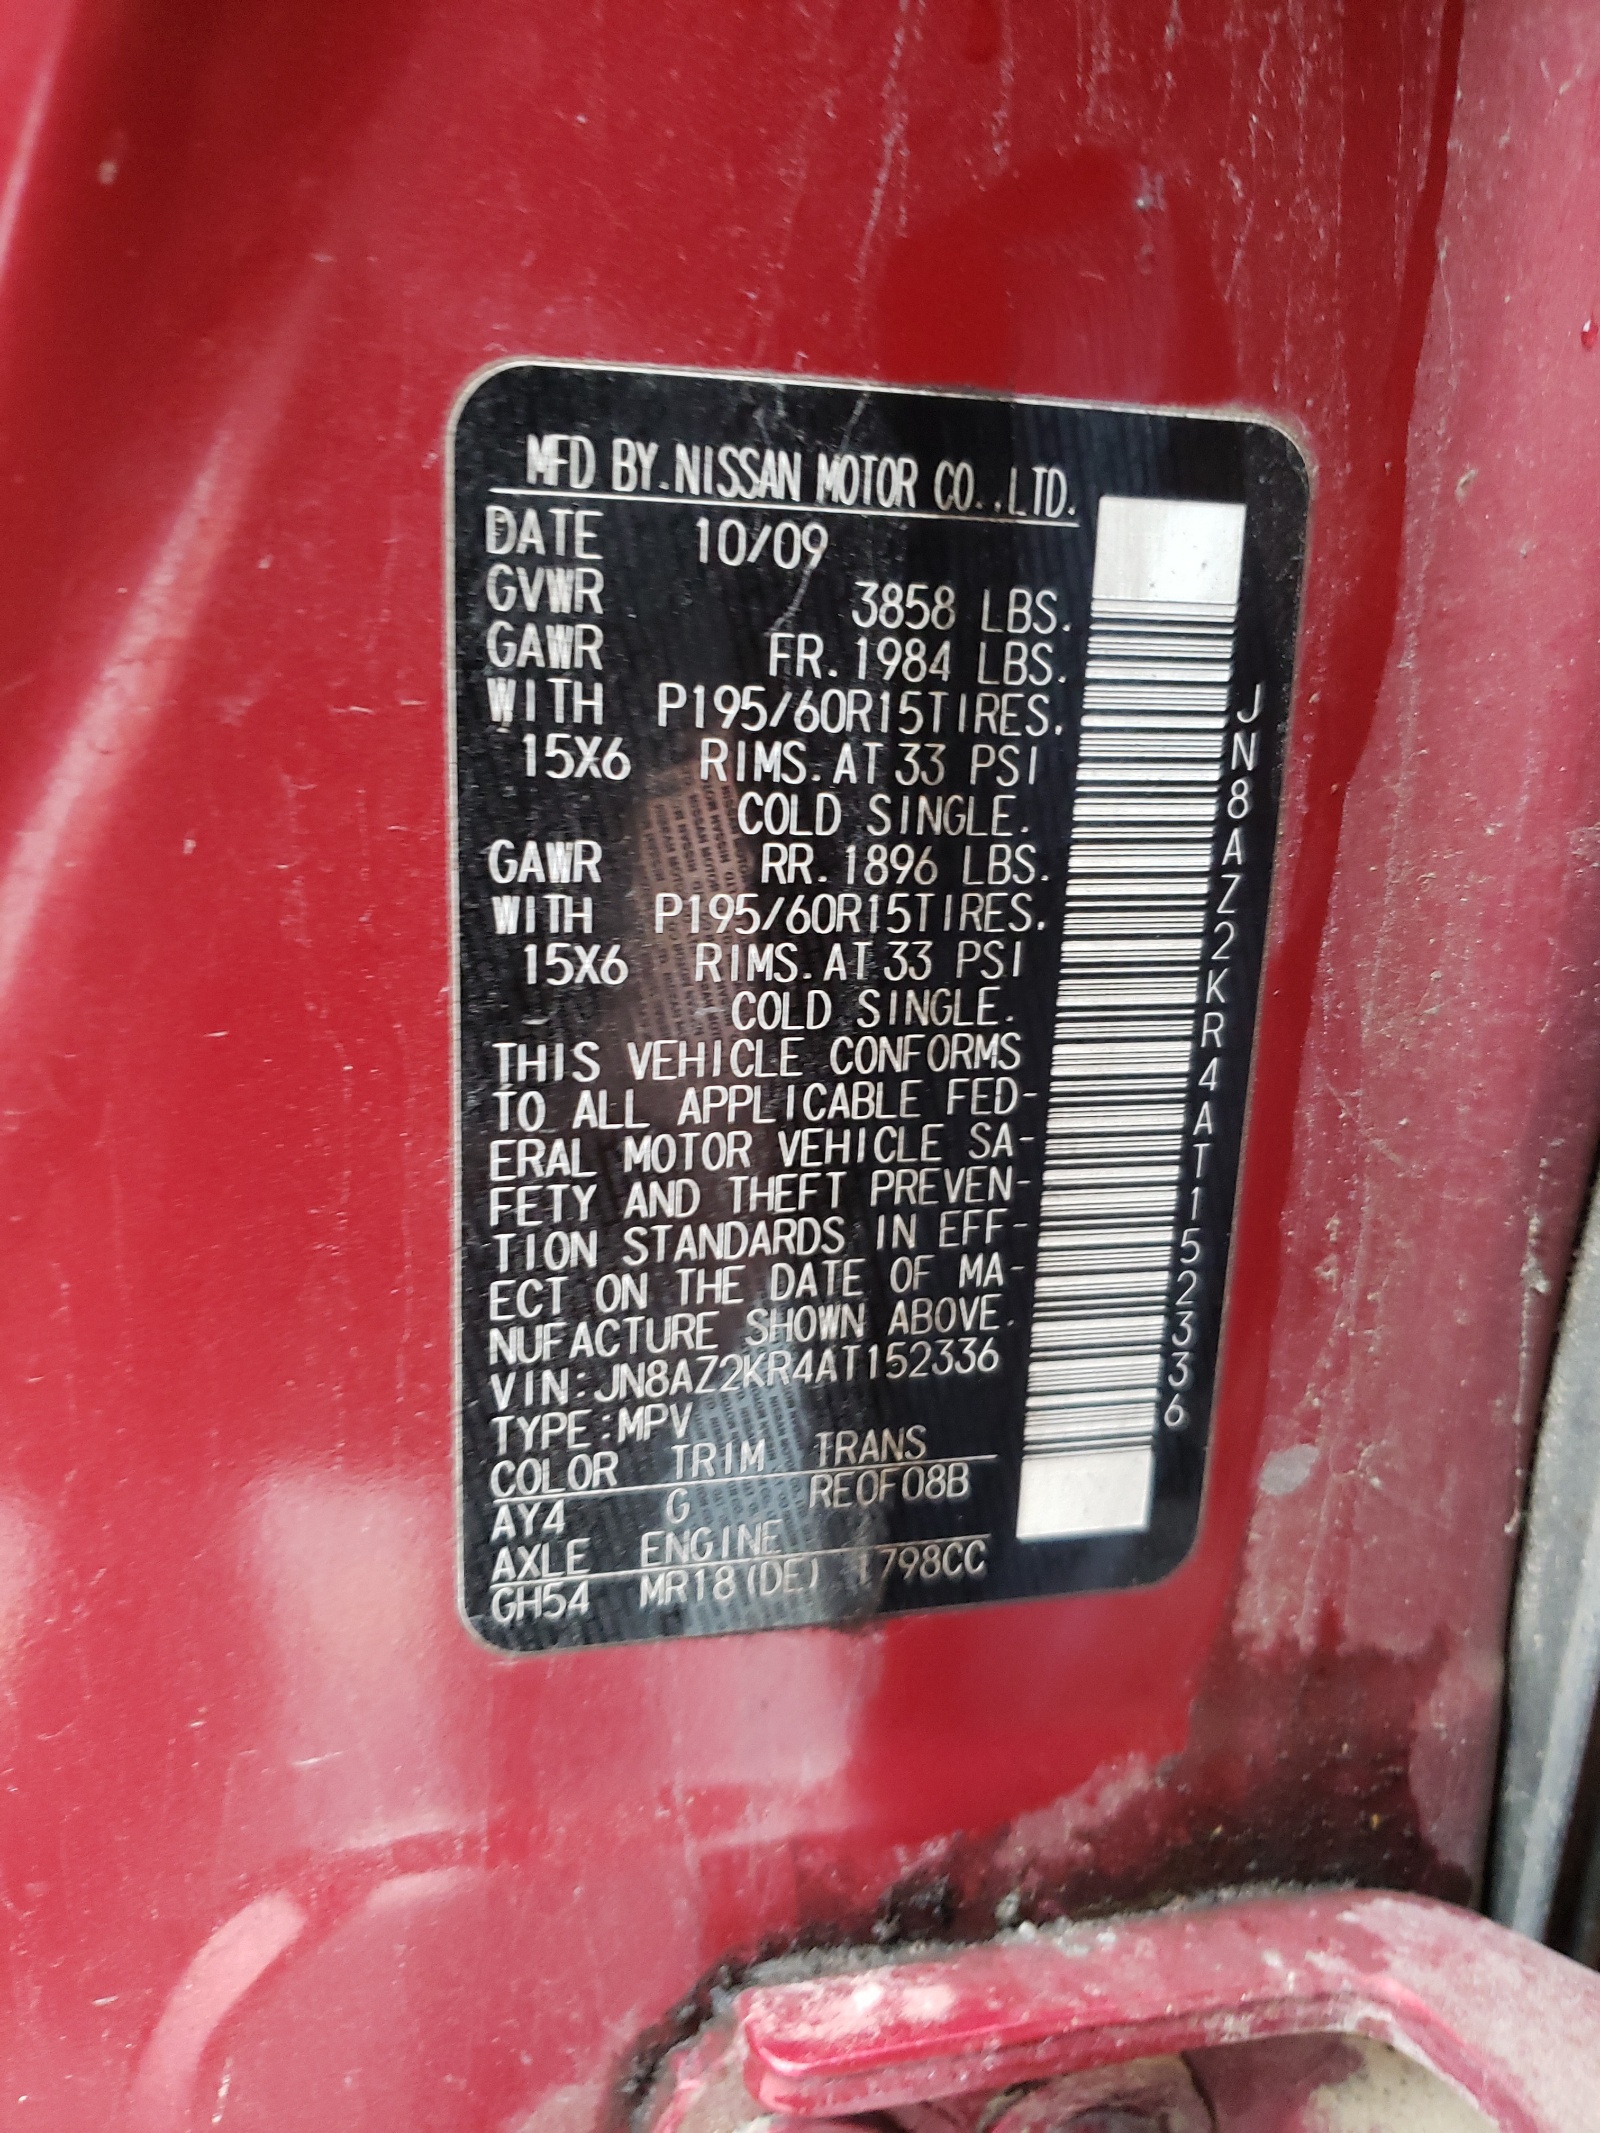 MFD BY.NISSAN MOTOR CO.,LTD.
DATE 10/09
GVWR 3858 LBS.
GAWR FR.1984 LBS.
WITH P195/60R15TIRES.
15X6 RIMS.AT 33 PSI
COLD SINGLE.
GAWR RR.1896 LBS.
WITH P195/60R15TIRES.
15X6 RIMS.AT 33 PSI
COLD SINGLE.
THIS VEHICLE CONFORMS
TO ALL APPLICABLE FED-
ERAL MOTOR VEHICLE SA-
FETY AND THEFT PREVEN-
TION STANDARDS IN EFF-
ECT ON THE DATE OF MA-
NUFACTURE SHOWN ABOVE.
VIN:JN8AZ2KR4AT152336
TYPE:MPV
COLOR TRIM TRANS
AY4 G RE0F08B
AXLE ENGINE
GH54 MR18(DE) 1798CC
JN8AZ2KR4AT152336